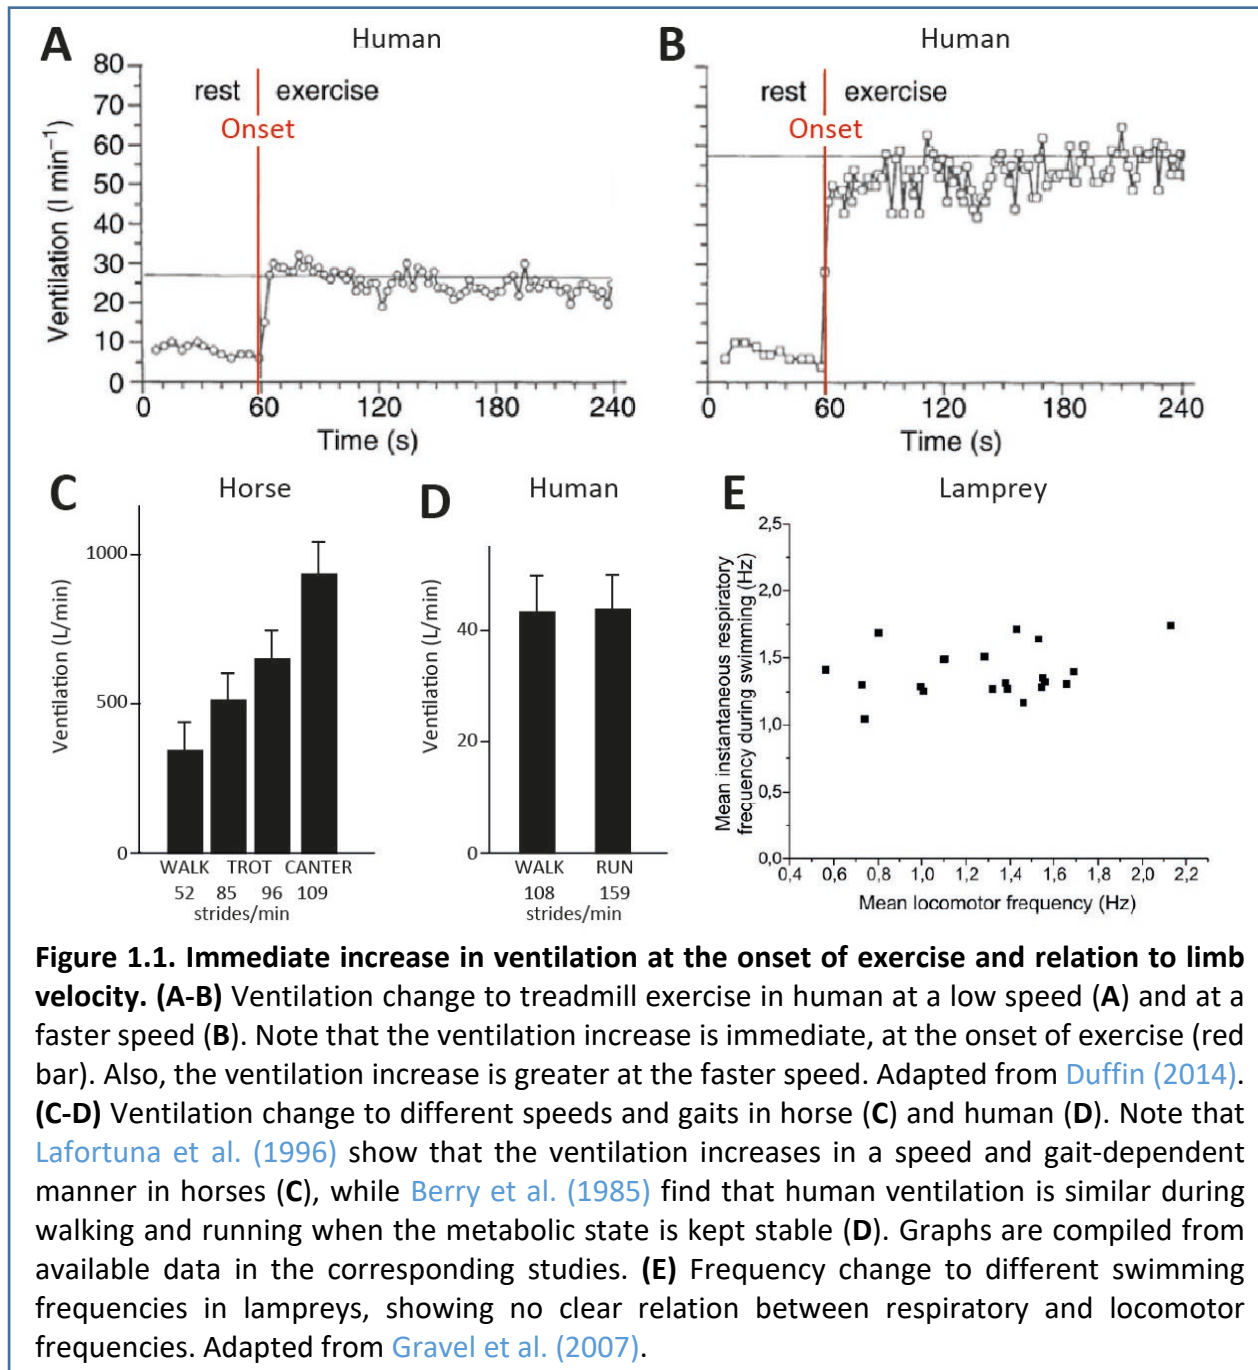 A
Human
80
70
60
50
40
30
20
10
0
Ventilation (l min⁻¹)
rest exercise
Onset
0 60 120 180 240
Time (s)
B
Human
rest exercise
Onset
0 60 120 180 240
Time (s)
C
Horse
1000
500
0
Ventilation (L/min)
WALK TROT CANTER
52 85 96 109
strides/min
D
Human
40
20
0
Ventilation (L/min)
WALK RUN
108 159
strides/min
E
Lamprey
Mean instantaneous respiratory
frequency during swimming (Hz)
2,5
2,0
1,5
1,0
0,5
0,0
0,4 0,6 0,8 1,0 1,2 1,4 1,6 1,8 2,0 2,2
Mean locomotor frequency (Hz)
Figure 1.1. Immediate increase in ventilation at the onset of exercise and relation to limb
velocity. (A-B) Ventilation change to treadmill exercise in human at a low speed (A) and at a
faster speed (B). Note that the ventilation increase is immediate, at the onset of exercise (red
bar). Also, the ventilation increase is greater at the faster speed. Adapted from Duffin (2014).
(C-D) Ventilation change to different speeds and gaits in horse (C) and human (D). Note that
Lafortuna et al. (1996) show that the ventilation increases in a speed and gait-dependent
manner in horses (C), while Berry et al. (1985) find that human ventilation is similar during
walking and running when the metabolic state is kept stable (D). Graphs are compiled from
available data in the corresponding studies. (E) Frequency change to different swimming
frequencies in lampreys, showing no clear relation between respiratory and locomotor
frequencies. Adapted from Gravel et al. (2007).